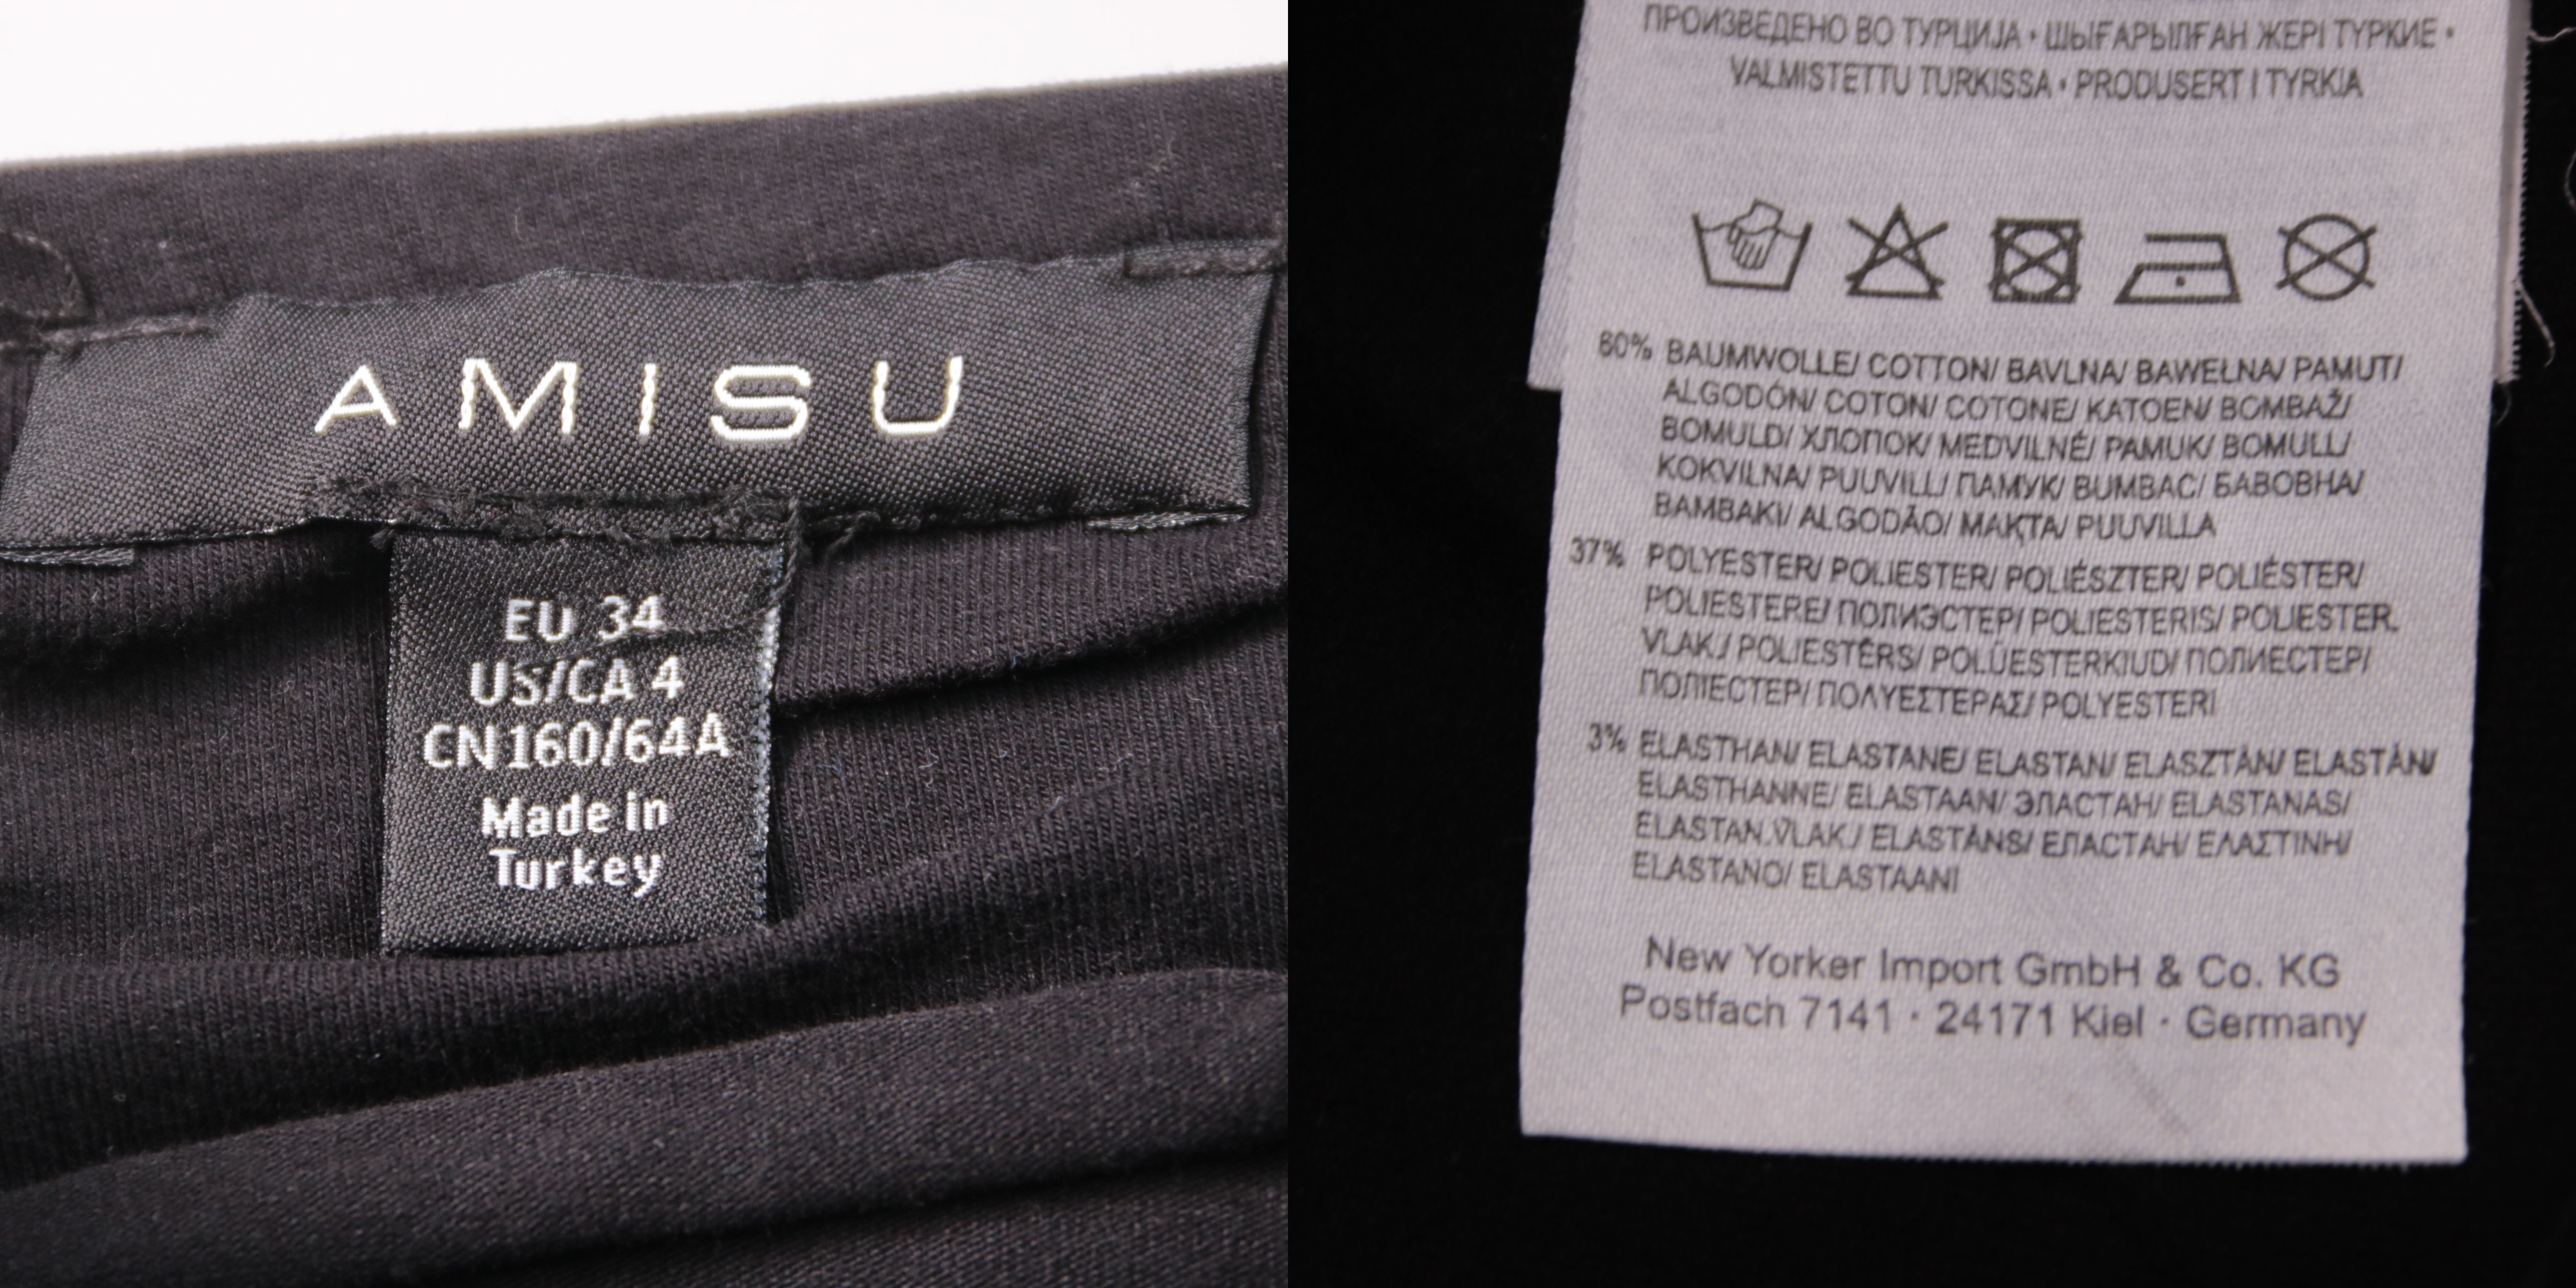 AMISU
EU 34
US/CA 4
CN160/64A
Made in
Turkey
ПРОИЗВЕДЕНО ВО ТУРЦИЈА • ШЫҒАРЫЛҒАН ЖЕРІ ТҮРКИЕ •
VALMISTETTU TURKISSA • PRODUSERT I TYRKIA
60% BAUMWOLLE/ COTTON/ BAVLNA/ BAWEŁNA/ PAMUT/
ALGODÓN/ COTON/ COTONE/ KATOEN/ BOMBAŽ/
BOMULD/ ХЛОПОК/ MEDVILNĖ/ PAMUK/ BOMULL/
KOKVILNA/ PUUVILL/ ПАМУК/ BUMBAC/ БАВОВНА/
BAMBAKI/ ALGODÃO/ МАҚТА/ PUUVILLA
37% POLYESTER/ POLIESTER/ POLIÉSZTER/ POLIÉSTER/
POLIESTERE/ ПОЛИЭСТЕР/ POLIESTERIS/ POLIESTER.
VLAK./ POLIESTĒRS/ POLÜESTERKIUD/ ПОЛИЕСТЕР/
ПОЛІЕСТЕР/ ΠΟΛΥΕΣΤΕΡΑΣ/ POLYESTERI
3% ELASTHAN/ ELASTANE/ ELASTAN/ ELASZTÁN/ ELASTÁN/
ELASTHANNE/ ELASTAAN/ ЭЛАСТАН/ ELASTANAS/
ELASTAN.VLAK./ ELASTĀNS/ ЕЛАСТАН/ ΕΛΑΣΤΙΝΗ/
ELASTANO/ ELASTAANI
New Yorker Import GmbH & Co. KG
Postfach 7141 · 24171 Kiel · Germany